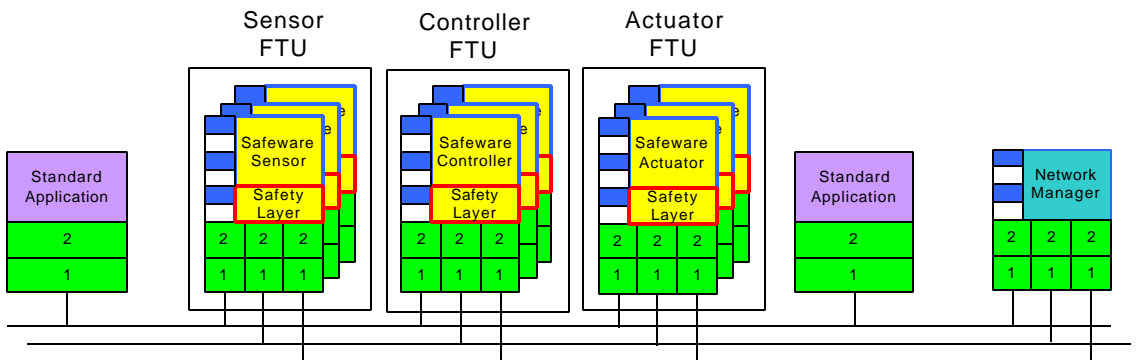 Sensor
FTU
Controller
FTU
Actuator
FTU
Standard
Application
2
1
e
e
Safeware
Sensor
Safety
Layer
2 2 2
1 1 1
e
e
Safeware
Controller
Safety
Layer
2 2 2
1 1 1
e
e
Safeware
Actuator
Safety
Layer
2 2 2
1 1 1
Standard
Application
2
1
Network
Manager
2 2 2
1 1 1